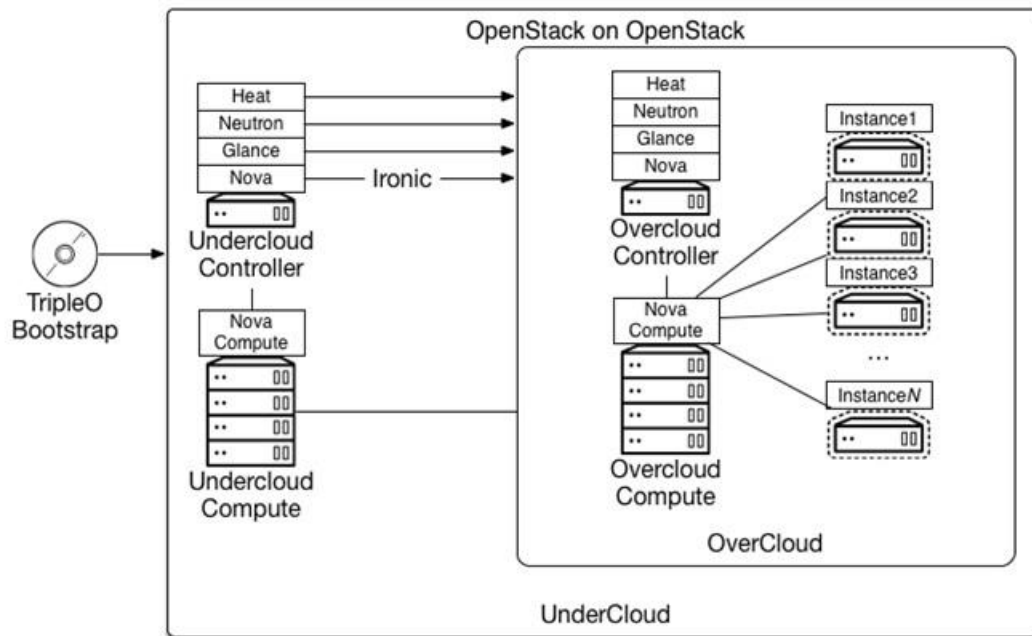 OpenStack on OpenStack
Heat
Neutron
Glance
Nova
Ironic
Undercloud
Controller
TripleO
Bootstrap
Nova
Compute
Undercloud
Compute
Heat
Neutron
Glance
Nova
Overcloud
Controller
Nova
Compute
Overcloud
Compute
Instance1
Instance2
Instance3
...
InstanceN
OverCloud
UnderCloud